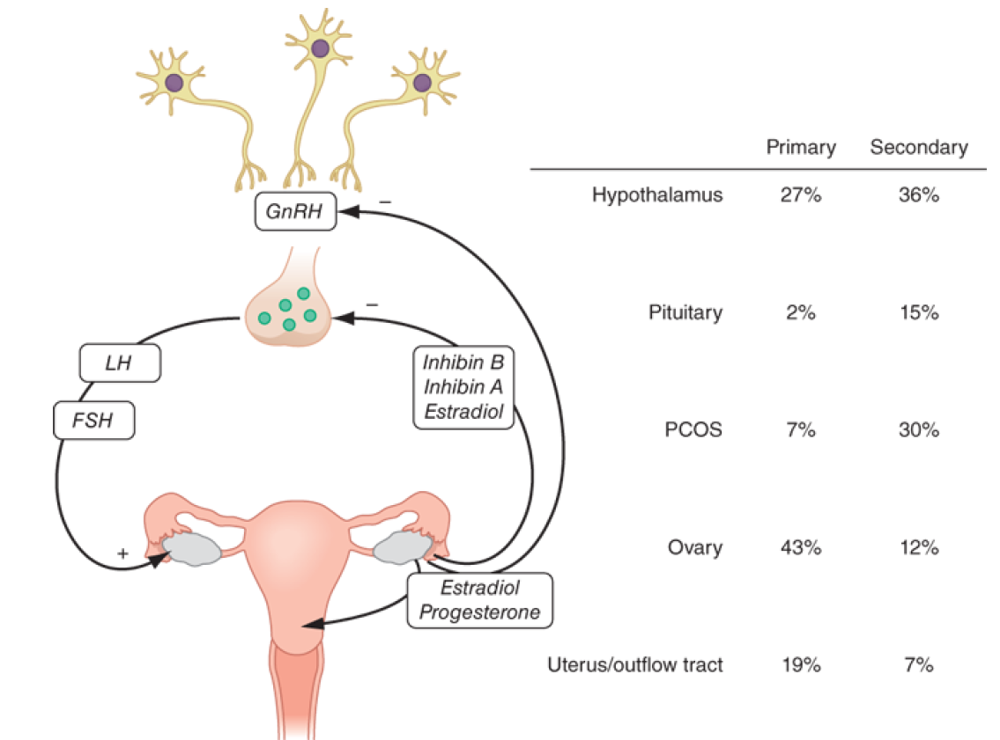 GnRH
–
–
LH
FSH
Inhibin B
Inhibin A
Estradiol
+
Estradiol
Progesterone
Primary Secondary
Hypothalamus 27% 36%
Pituitary 2% 15%
PCOS 7% 30%
Ovary 43% 12%
Uterus/outflow tract 19% 7%